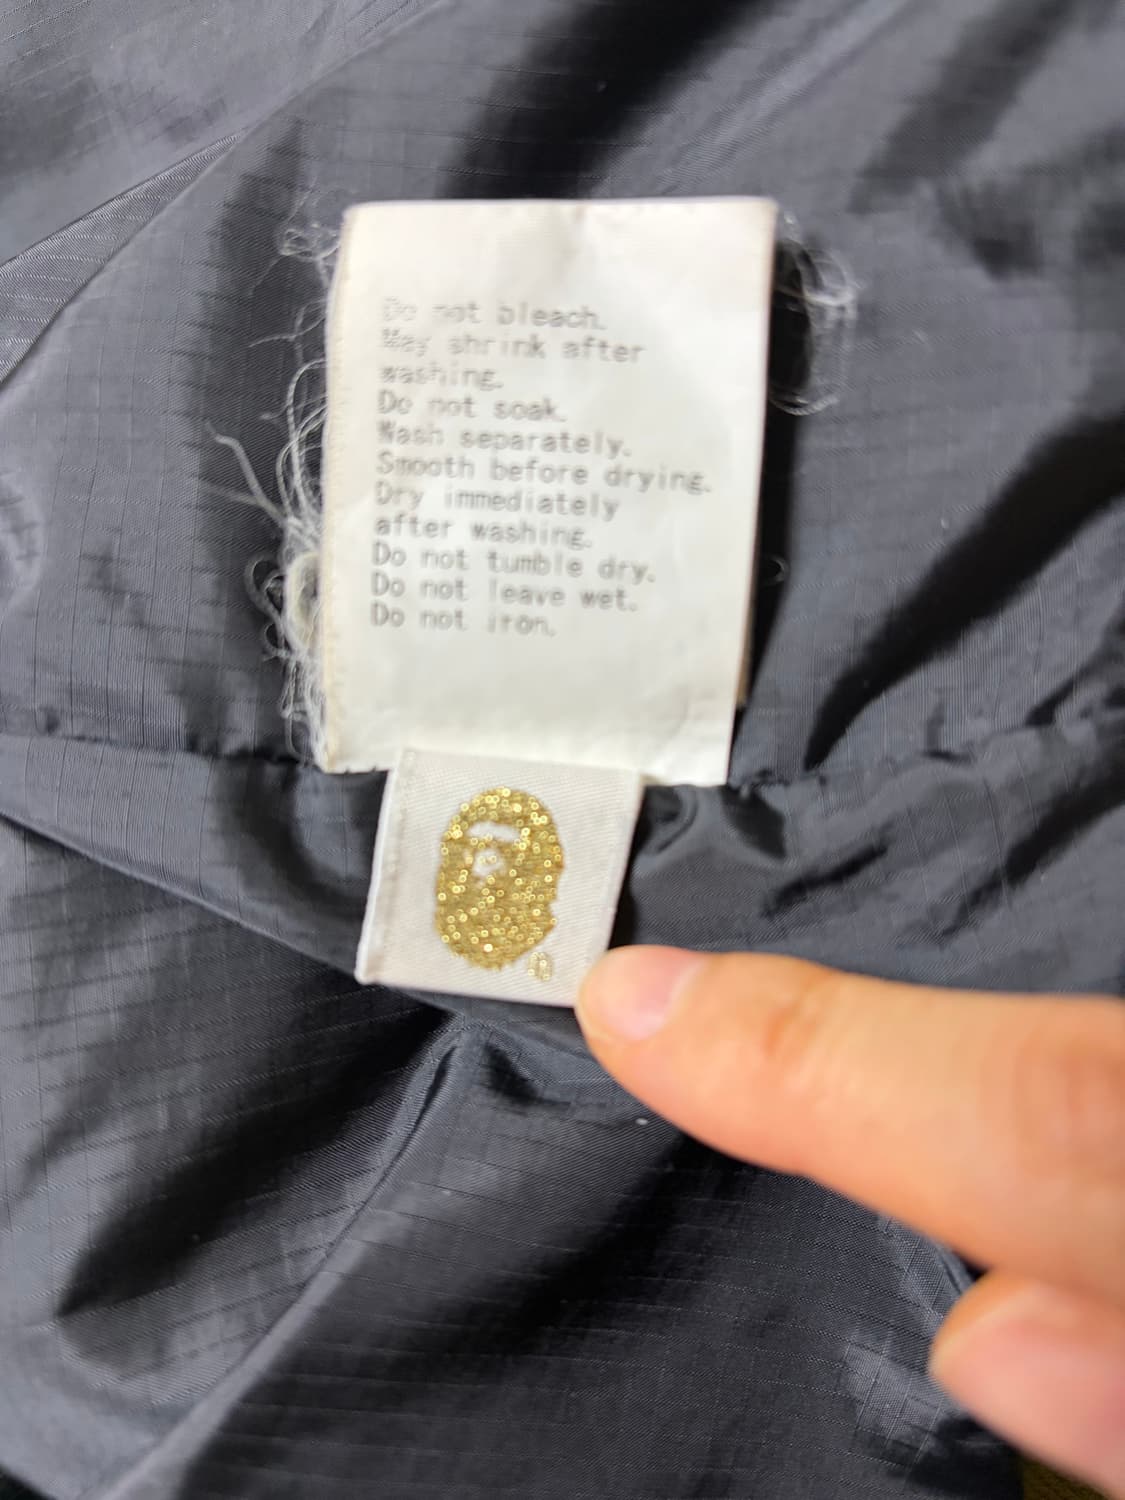 Do not bleach.
May shrink after
washing.
Do not soak.
Wash separately.
Smooth before drying.
Dry immediately
after washing.
Do not tumble dry.
Do not leave wet.
Do not iron.